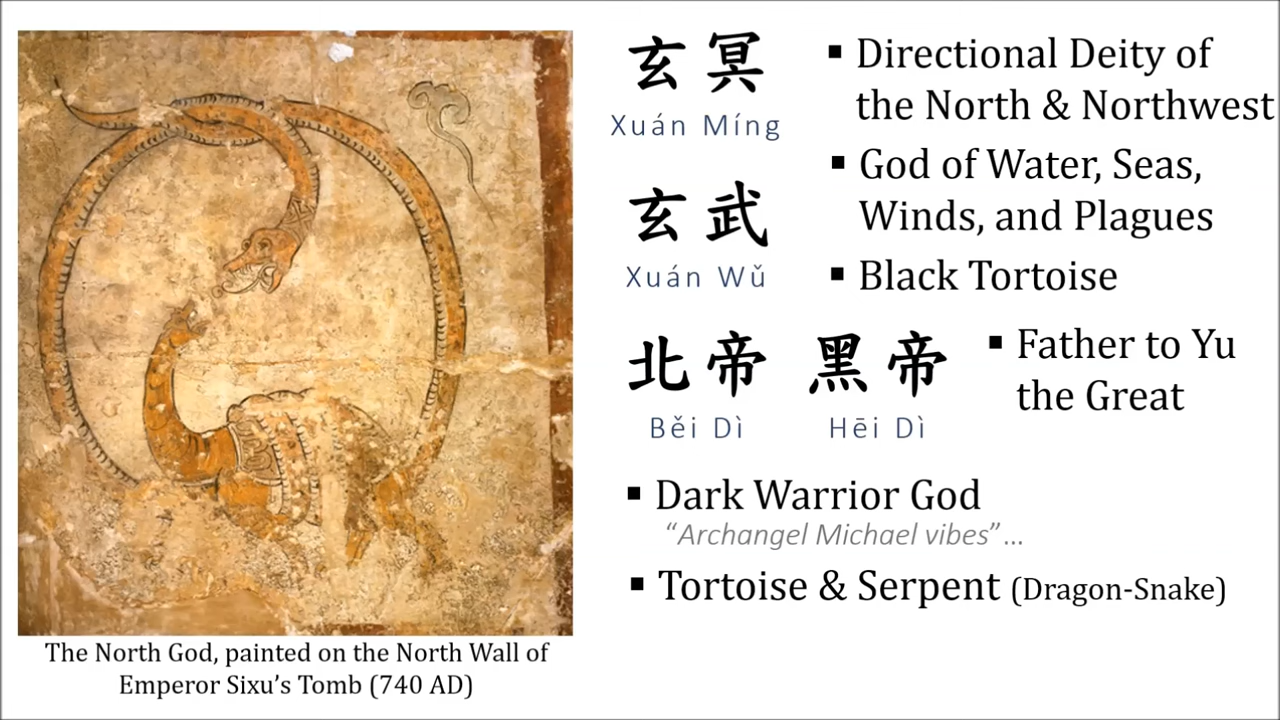 玄冥
Xuán Míng
▪ Directional Deity of
the North & Northwest
▪ God of Water, Seas,
Winds, and Plagues
玄武
Xuán Wǔ
▪ Black Tortoise
北帝 黑帝
Běi Dì Hēi Dì
▪ Father to Yu
the Great
▪ Dark Warrior God
“Archangel Michael vibes”…
▪ Tortoise & Serpent (Dragon-Snake)
The North God, painted on the North Wall of
Emperor Sixu’s Tomb (740 AD)